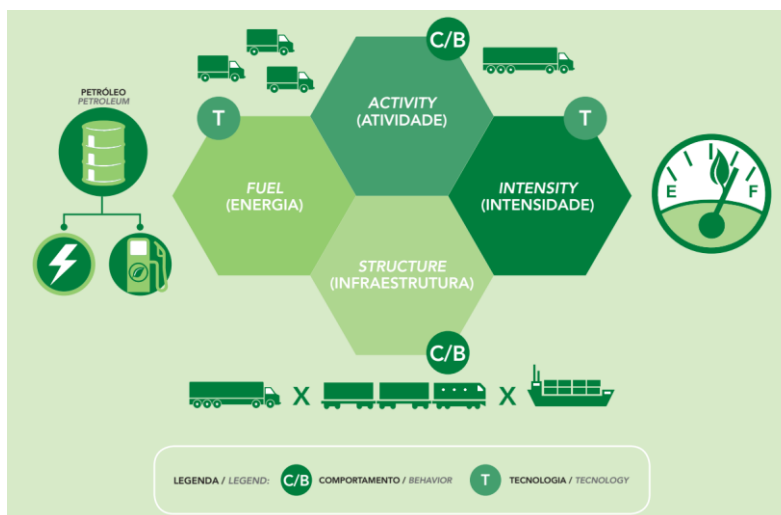 C/B
ACTIVITY
(ATIVIDADE)
PETRÓLEO
PETROLEUM
T
T
FUEL
(ENERGIA)
INTENSITY
(INTENSIDADE)
E
F
STRUCTURE
(INFRAESTRUTURA)
C/B
X
X
LEGENDA / LEGEND: C/B COMPORTAMENTO / BEHAVIOR T TECNOLOGIA / TECNOLOGY